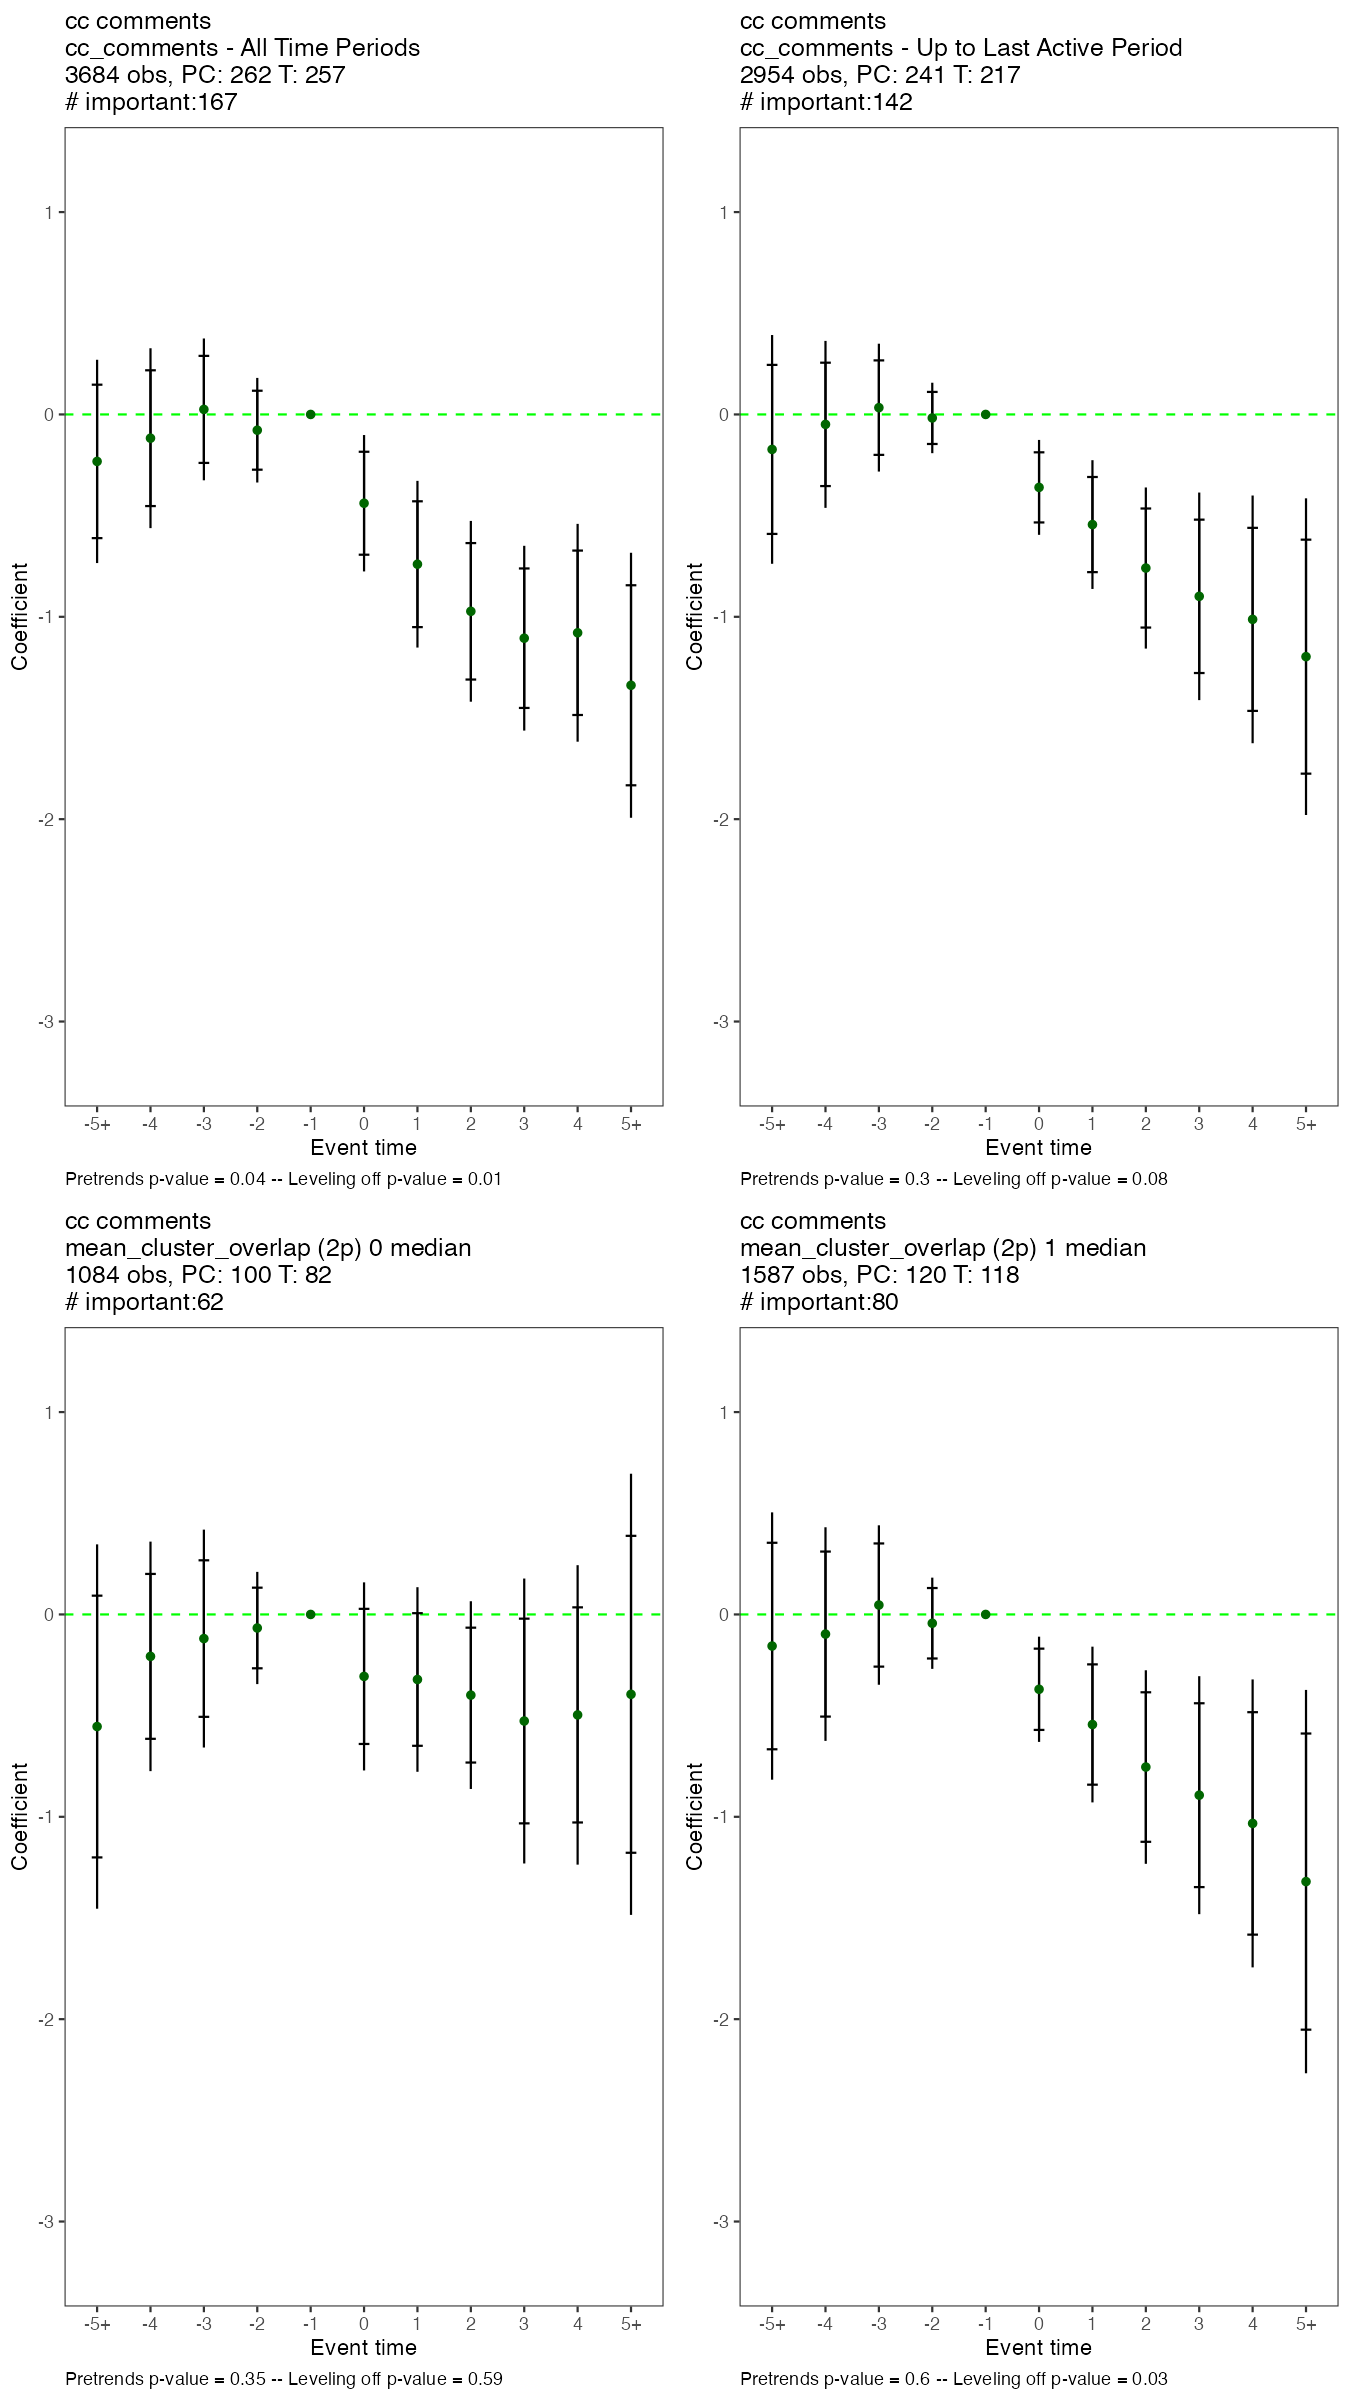 cc comments
cc_comments - All Time Periods
3684 obs, PC: 262 T: 257
# important:167
1
0
-1
-2
-3
Coefficient
-5+ -4 -3 -2 -1 0 1 2 3 4 5+
Event time
Pretrends p-value = 0.04 -- Leveling off p-value = 0.01
cc comments
cc_comments - Up to Last Active Period
2954 obs, PC: 241 T: 217
# important:142
1
0
-1
-2
-3
Coefficient
-5+ -4 -3 -2 -1 0 1 2 3 4 5+
Event time
Pretrends p-value = 0.3 -- Leveling off p-value = 0.08
cc comments
mean_cluster_overlap (2p) 0 median
1084 obs, PC: 100 T: 82
# important:62
1
0
-1
-2
-3
Coefficient
-5+ -4 -3 -2 -1 0 1 2 3 4 5+
Event time
Pretrends p-value = 0.35 -- Leveling off p-value = 0.59
cc comments
mean_cluster_overlap (2p) 1 median
1587 obs, PC: 120 T: 118
# important:80
1
0
-1
-2
-3
Coefficient
-5+ -4 -3 -2 -1 0 1 2 3 4 5+
Event time
Pretrends p-value = 0.6 -- Leveling off p-value = 0.03